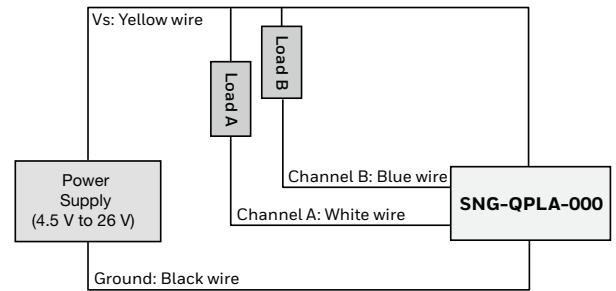 Vs: Yellow wire
Load A
Load B
Power
Supply
(4.5 V to 26 V)
Channel B: Blue wire
Channel A: White wire
SNG-QPLA-000
Ground: Black wire